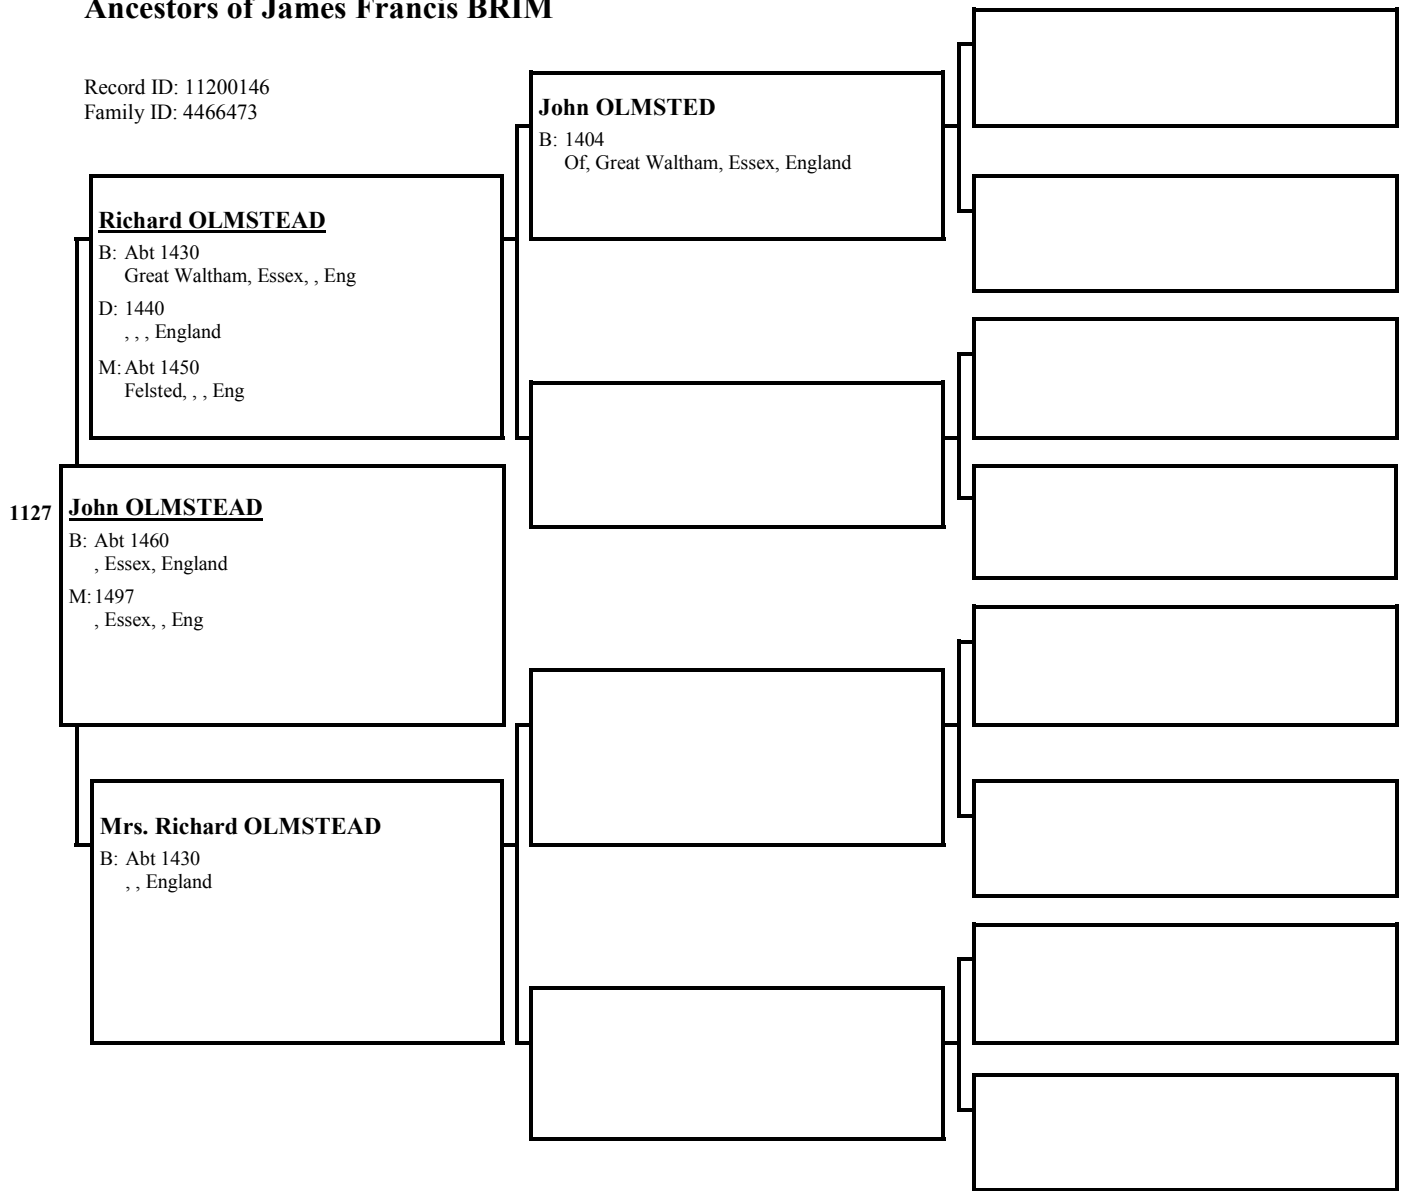 Ancestors of James Francis BRIM
Record ID: 11200146
Family ID: 4466473
John OLMSTED
B: 1404
Of, Great Waltham, Essex, England
Richard OLMSTEAD
B: Abt 1430
Great Waltham, Essex, , Eng
D: 1440
, , , England
M: Abt 1450
Felsted, , , Eng
1127
John OLMSTEAD
B: Abt 1460
, Essex, England
M: 1497
, Essex, , Eng
Mrs. Richard OLMSTEAD
B: Abt 1430
, , England